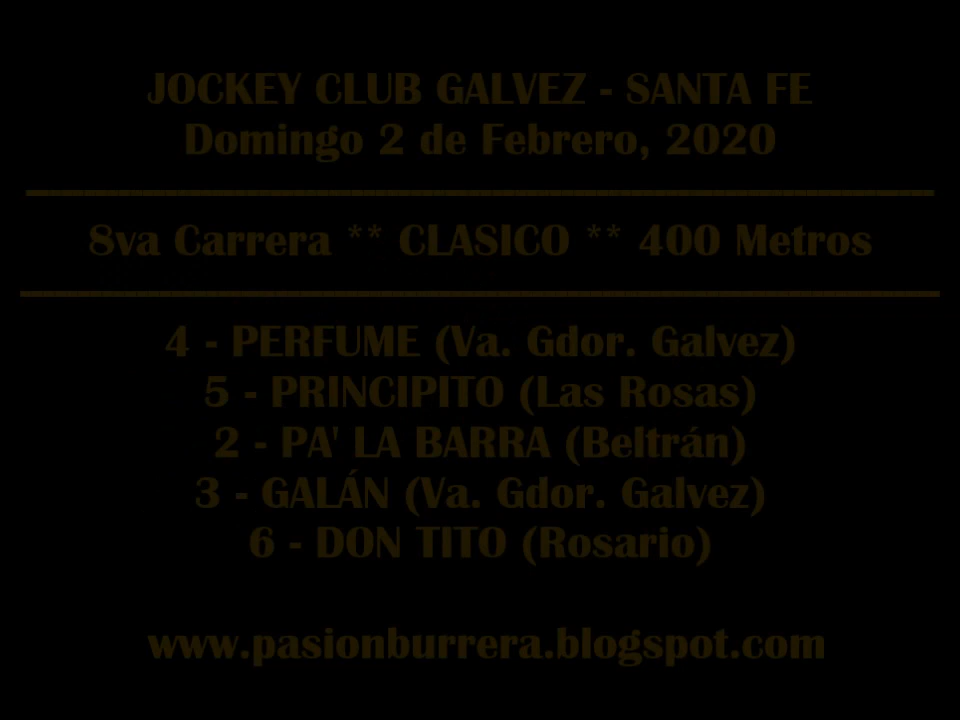 JOCKEY CLUB GALVEZ - SANTA FE
Domingo 2 de Febrero, 2020
8va Carrera ** CLASICO ** 400 Metros
4 - PERFUME (Va. Gdor. Galvez)
5 - PRINCIPITO (Las Rosas)
2 - PA' LA BARRA (Beltrán)
3 - GALÁN (Va. Gdor. Galvez)
6 - DON TITO (Rosario)
www.pasionburrera.blogspot.com